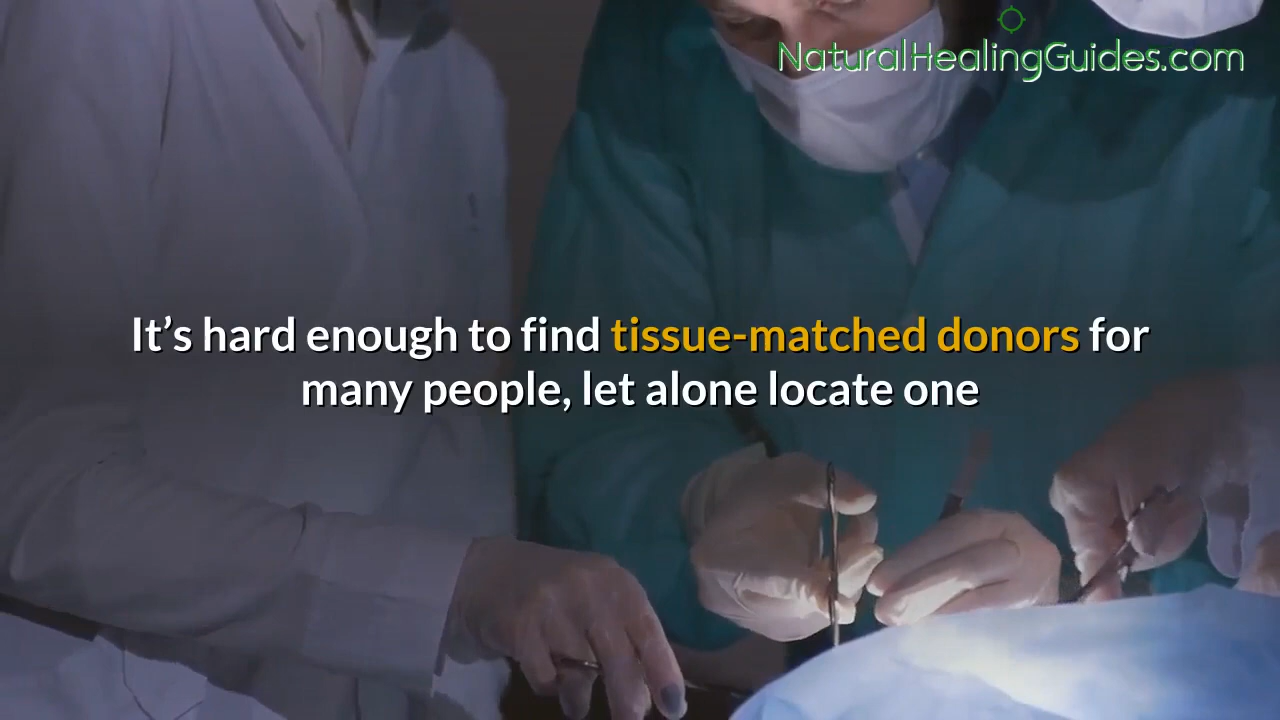 NaturalHealingGuides.com
It’s hard enough to find tissue-matched donors for
many people, let alone locate one